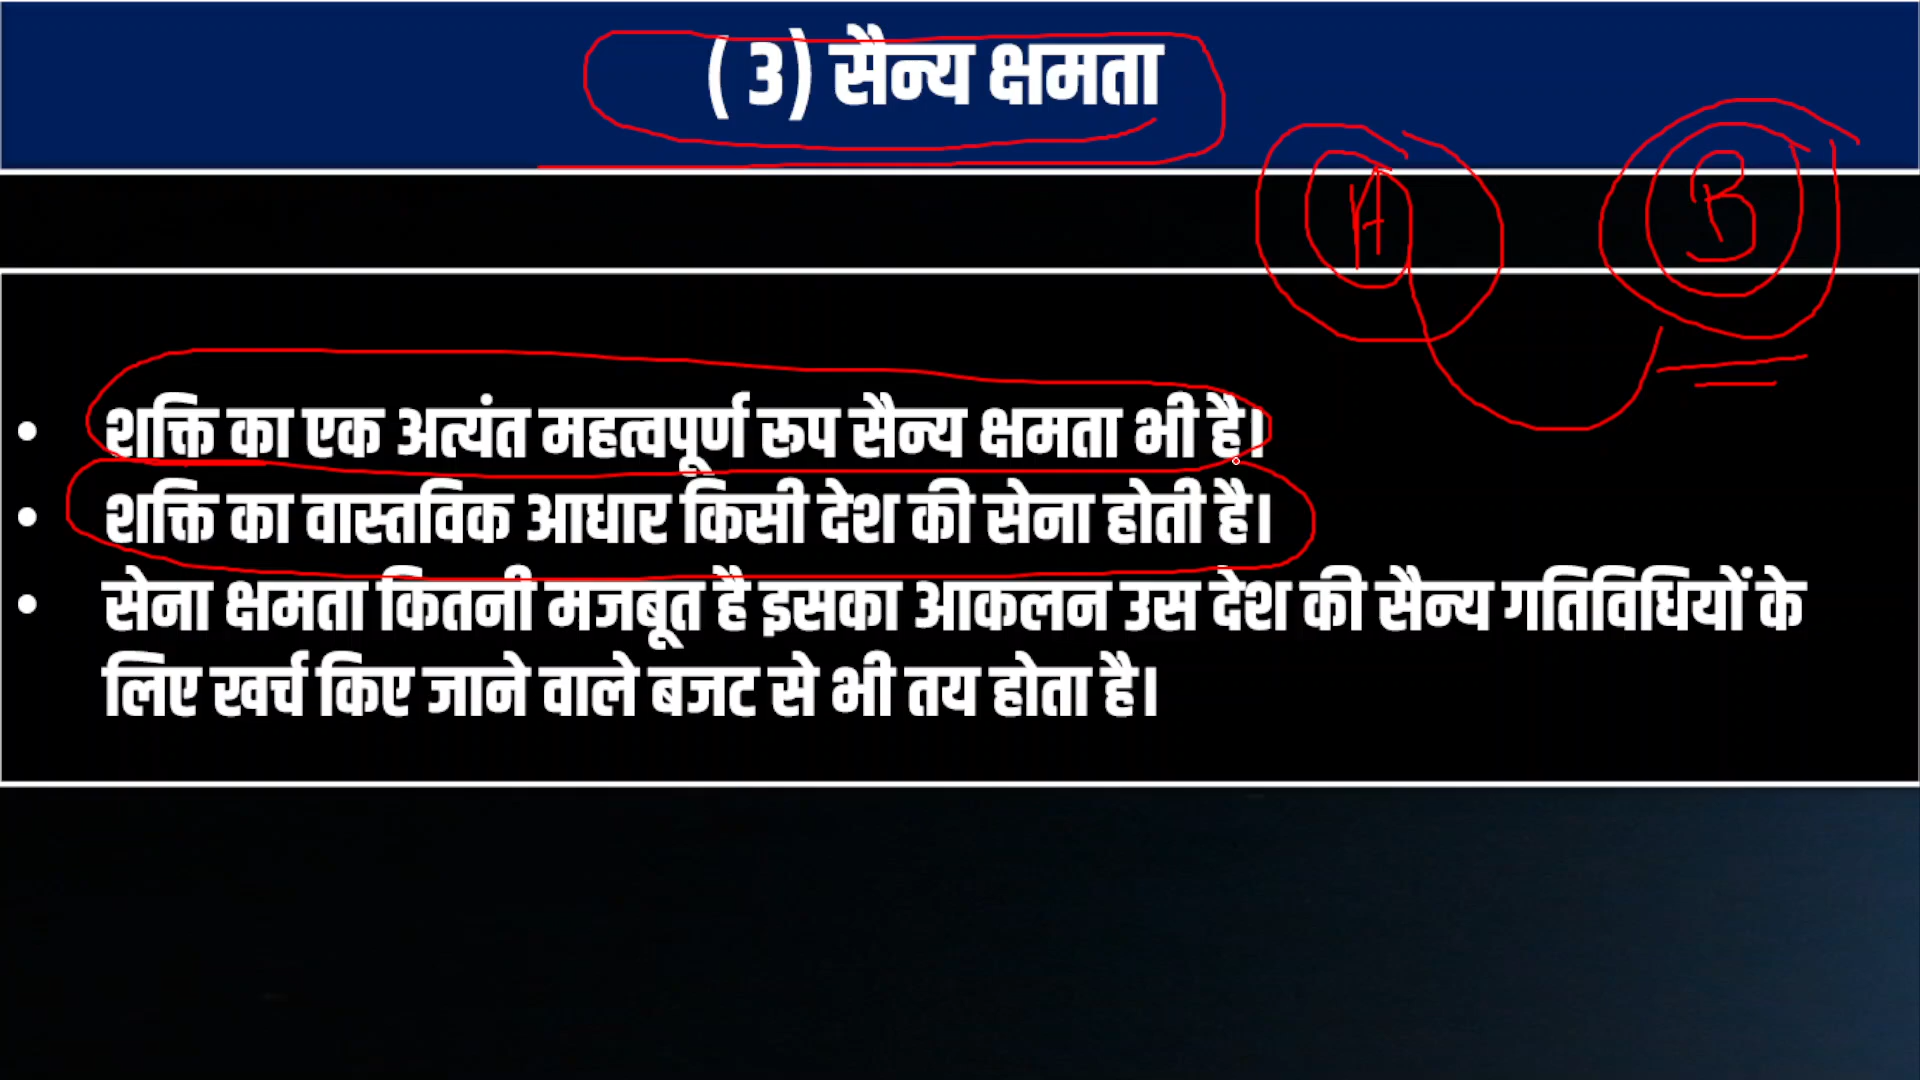 ( 3) सैन्य क्षमता
A
B
• शक्ति का एक अत्यंत महत्वपूर्ण रूप सैन्य क्षमता भी है।
• शक्ति का वास्तविक आधार किसी देश की सेना होती है।
• सेना क्षमता कितनी मजबूत है इसका आकलन उस देश की सैन्य गतिविधियों के
लिए खर्च किए जाने वाले बजट से भी तय होता है।